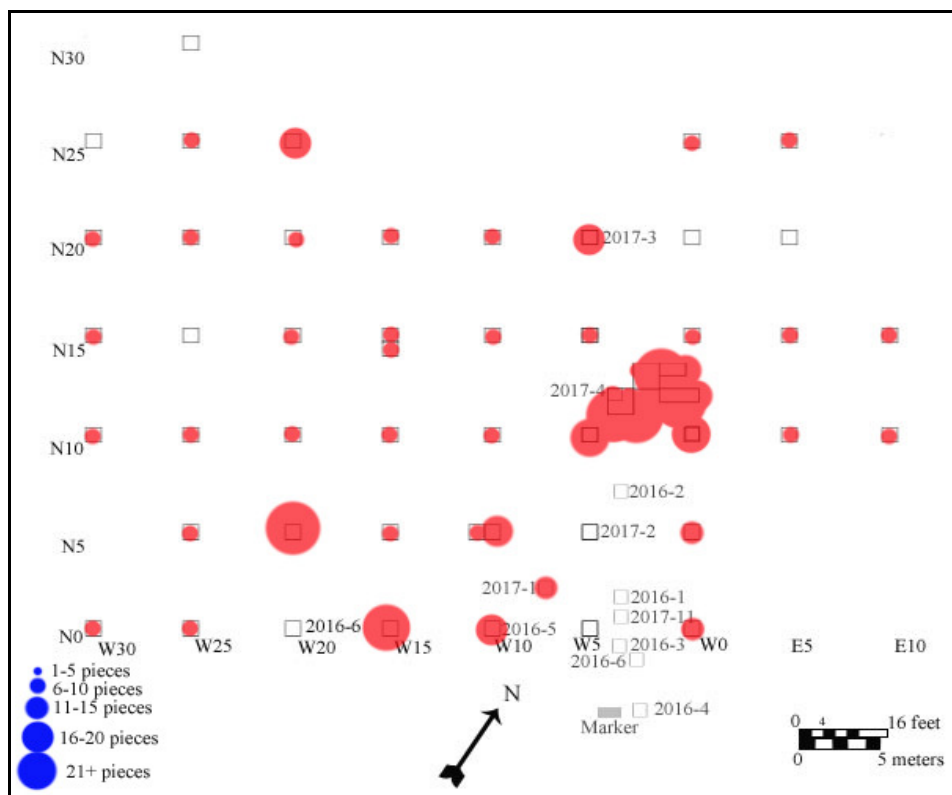 N30
N25
N20
2017-3
N15
2017-4
N10
2016-2
N5
2017-2
2017-1
2016-1
2016-6
2016-5
2017-11
N0
W30
W25
W20
W15
W10
W5
2016-3
W0
E5
E10
2016-6
1-5 pieces
6-10 pieces
11-15 pieces
16-20 pieces
21+ pieces
N
2016-4
Marker
0 4 16 feet
0 5 meters